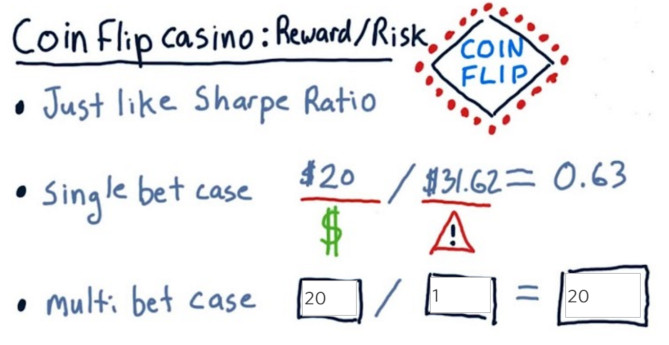 Coin Flip Casino: Reward/Risk
COIN
FLIP
• Just like Sharpe Ratio
• Single bet case $20 / $31.62 = 0.63
$ !
• multi bet case 20 / 1 = 20